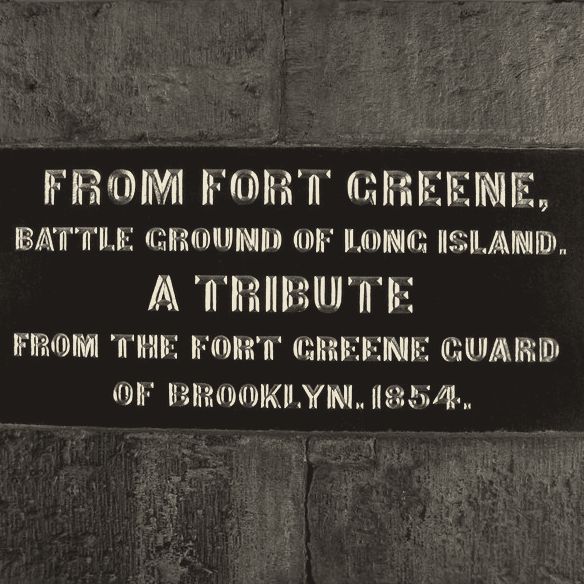 FROM FORT GREENE,
BATTLE GROUND OF LONG ISLAND.
A TRIBUTE
FROM THE FORT GREENE GUARD
OF BROOKLYN. 1854.